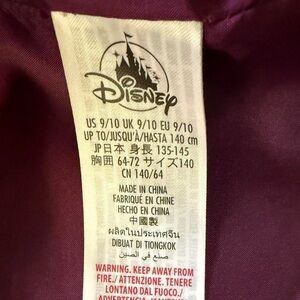 Disney
US 9/10 UK 9/10 EU 9/10
UP TO/JUSQU'À/HASTA 140 cm
JP日本 身長 135-145
胸囲 64-72 サイズ140
CN 140/64
MADE IN CHINA
FABRIQUÉ EN CHINE
HECHO EN CHINA
中國製
ผลิตในประเทศจีน
DIBUAT DI TIONGKOK
صنع في الصين
WARNING. KEEP AWAY FROM
FIRE./ ATTENZIONE. TENERE
LONTANO DAL FUOCO./